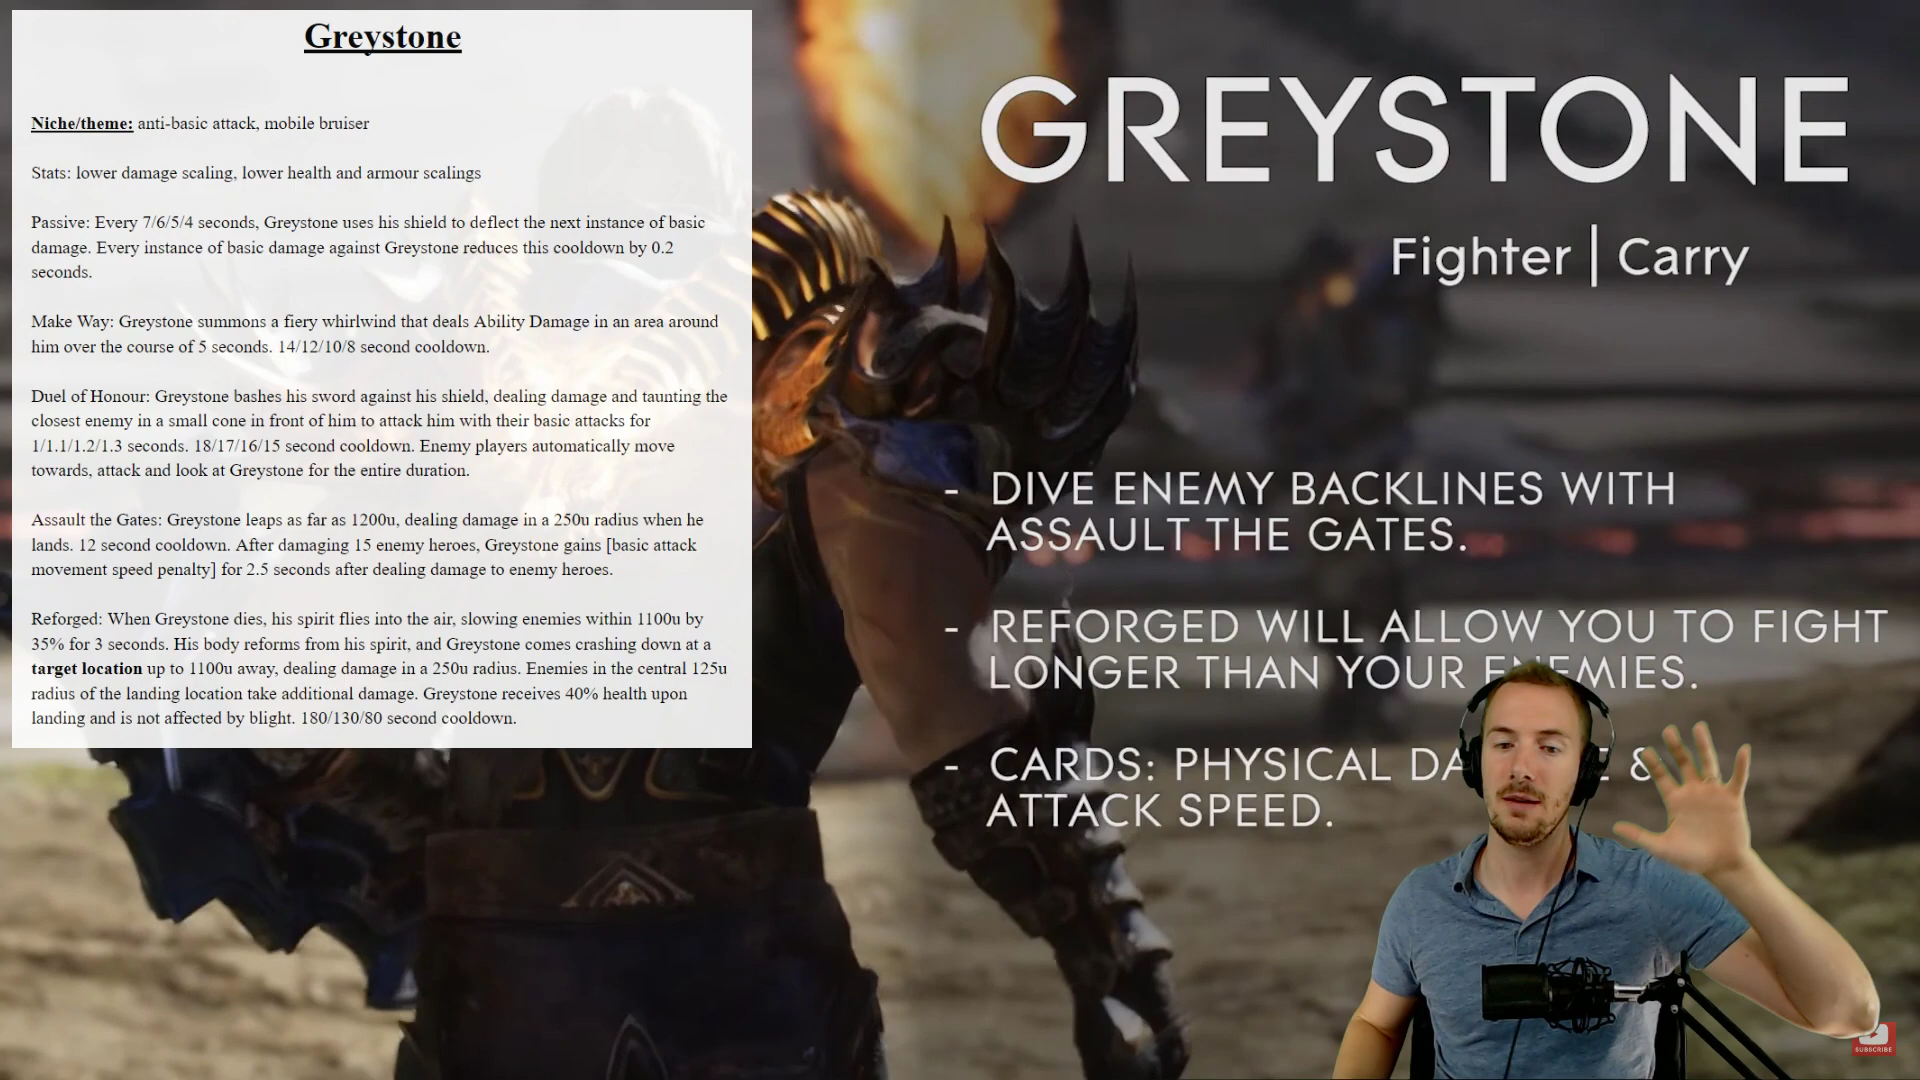 Greystone
Niche/theme: anti-basic attack, mobile bruiser
Stats: lower damage scaling, lower health and armour scalings
Passive: Every 7/6/5/4 seconds, Greystone uses his shield to deflect the next instance of basic
damage. Every instance of basic damage against Greystone reduces this cooldown by 0.2
seconds.
Make Way: Greystone summons a fiery whirlwind that deals Ability Damage in an area around
him over the course of 5 seconds. 14/12/10/8 second cooldown.
Duel of Honour: Greystone bashes his sword against his shield, dealing damage and taunting the
closest enemy in a small cone in front of him to attack him with their basic attacks for
1/1.1/1.2/1.3 seconds. 18/17/16/15 second cooldown. Enemy players automatically move
towards, attack and look at Greystone for the entire duration.
Assault the Gates: Greystone leaps as far as 1200u, dealing damage in a 250u radius when he
lands. 12 second cooldown. After damaging 15 enemy heroes, Greystone gains [basic attack
movement speed penalty] for 2.5 seconds after dealing damage to enemy heroes.
Reforged: When Greystone dies, his spirit flies into the air, slowing enemies within 1100u by
35% for 3 seconds. His body reforms from his spirit, and Greystone comes crashing down at a
target location up to 1100u away, dealing damage in a 250u radius. Enemies in the central 125u
radius of the landing location take additional damage. Greystone receives 40% health upon
landing and is not affected by blight. 180/130/80 second cooldown.
GREYSTONE
Fighter | Carry
- DIVE ENEMY BACKLINES WITH
ASSAULT THE GATES.
- REFORGED WILL ALLOW YOU TO FIGHT
LONGER THAN YOUR ENEMIES.
- CARDS: PHYSICAL DA E &
ATTACK SPEED.
SUBSCRIBE